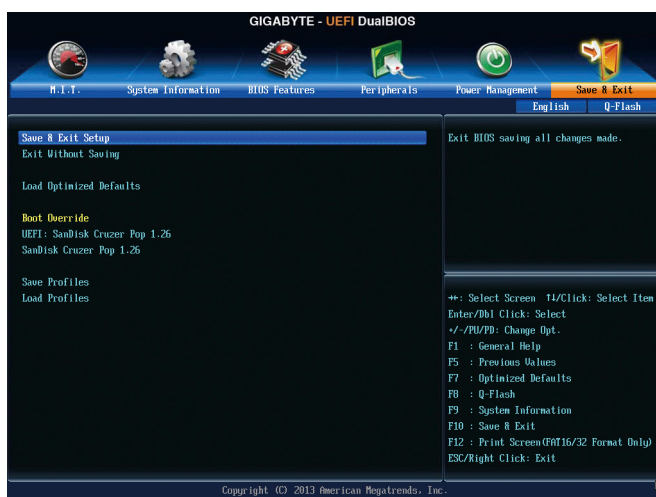 GIGABYTE - UEFI DualBIOS
M.I.T.
System Information
BIOS Features
Peripherals
Power Management
Save & Exit
English
Q-Flash
Save & Exit Setup
Exit Without Saving
Load Optimized Defaults
Boot Override
UEFI: SanDisk Cruzer Pop 1.26
SanDisk Cruzer Pop 1.26
Save Profiles
Load Profiles
Exit BIOS saving all changes made.
→←: Select Screen ↑↓/Click: Select Item
Enter/Dbl Click: Select
+/-/PU/PD: Change Opt.
F1 : General Help
F5 : Previous Values
F7 : Optimized Defaults
F8 : Q-Flash
F9 : System Information
F10 : Save & Exit
F12 : Print Screen(FAT16/32 Format Only)
ESC/Right Click: Exit
Copyright (C) 2013 American Megatrends, Inc.